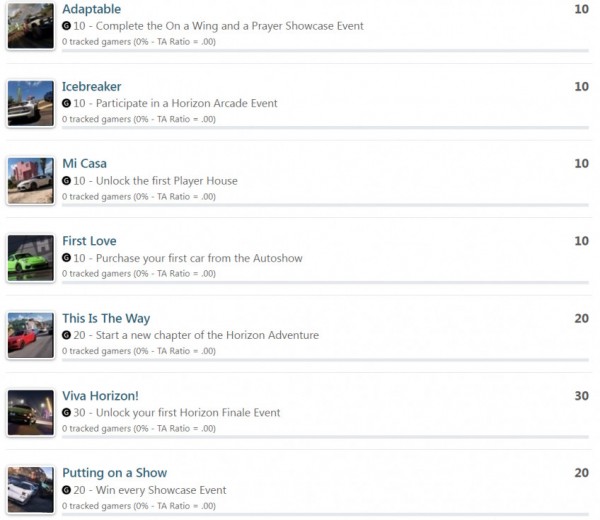 Adaptable 10
G 10 - Complete the On a Wing and a Prayer Showcase Event
0 tracked gamers (0% - TA Ratio = .00)
Icebreaker 10
G 10 - Participate in a Horizon Arcade Event
0 tracked gamers (0% - TA Ratio = .00)
Mi Casa 10
G 10 - Unlock the first Player House
0 tracked gamers (0% - TA Ratio = .00)
First Love 10
G 10 - Purchase your first car from the Autoshow
0 tracked gamers (0% - TA Ratio = .00)
This Is The Way 20
G 20 - Start a new chapter of the Horizon Adventure
0 tracked gamers (0% - TA Ratio = .00)
Viva Horizon! 30
G 30 - Unlock your first Horizon Finale Event
0 tracked gamers (0% - TA Ratio = .00)
Putting on a Show 20
G 20 - Win every Showcase Event
0 tracked gamers (0% - TA Ratio = .00)